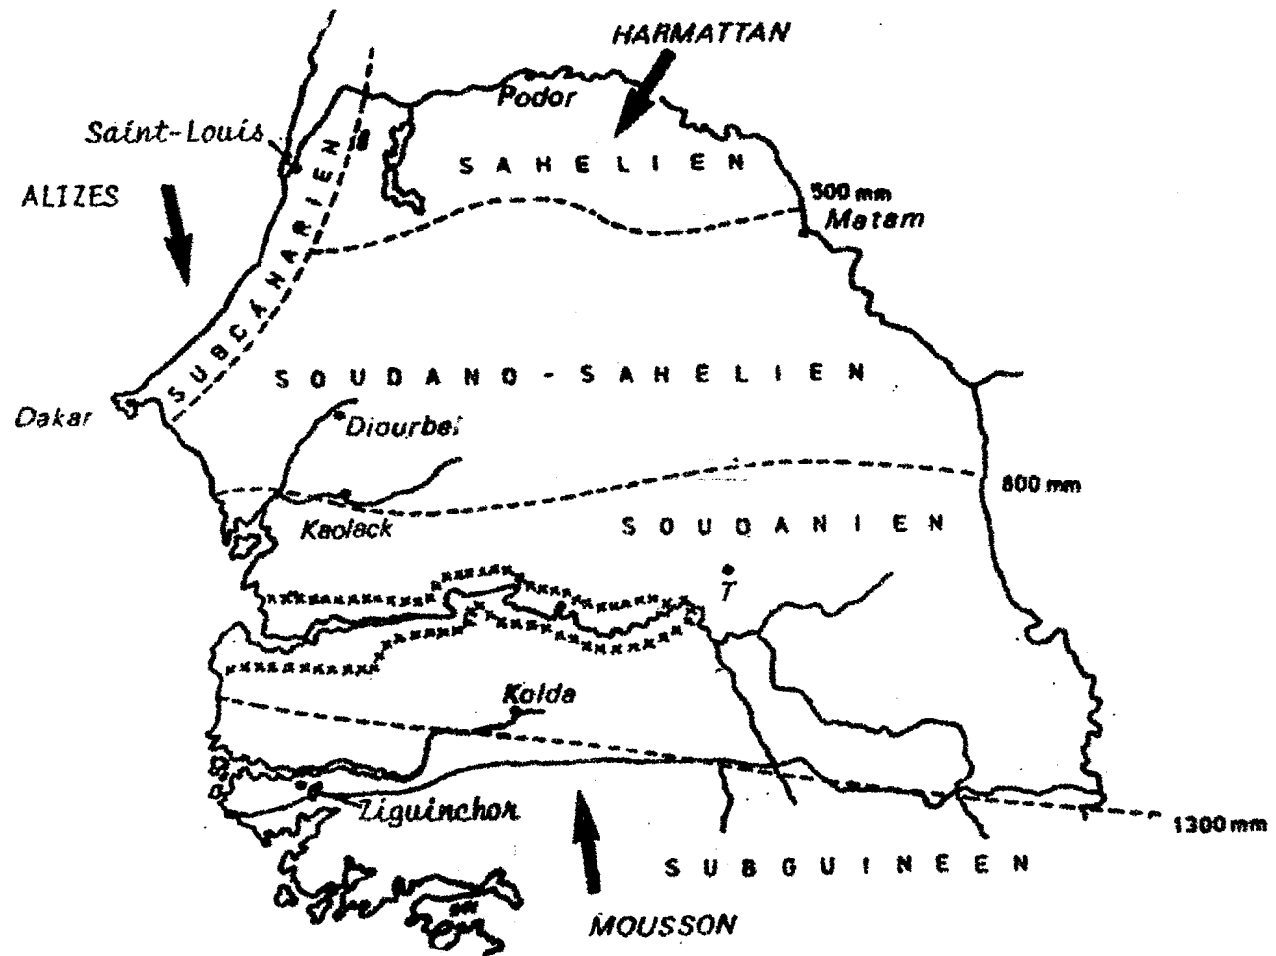 HARMATTAN
Podor
Saint-Louis
SAHELIEN
ALIZES
500 mm
Matam
SUBCANARIEN
SOUDANO-SAHELIEN
Dakar
Diourbel
800 mm
Kaolack
SOUDANIEN
T
Kolda
Ziguinchor
1300 mm
SUBGUINEEN
MOUSSON